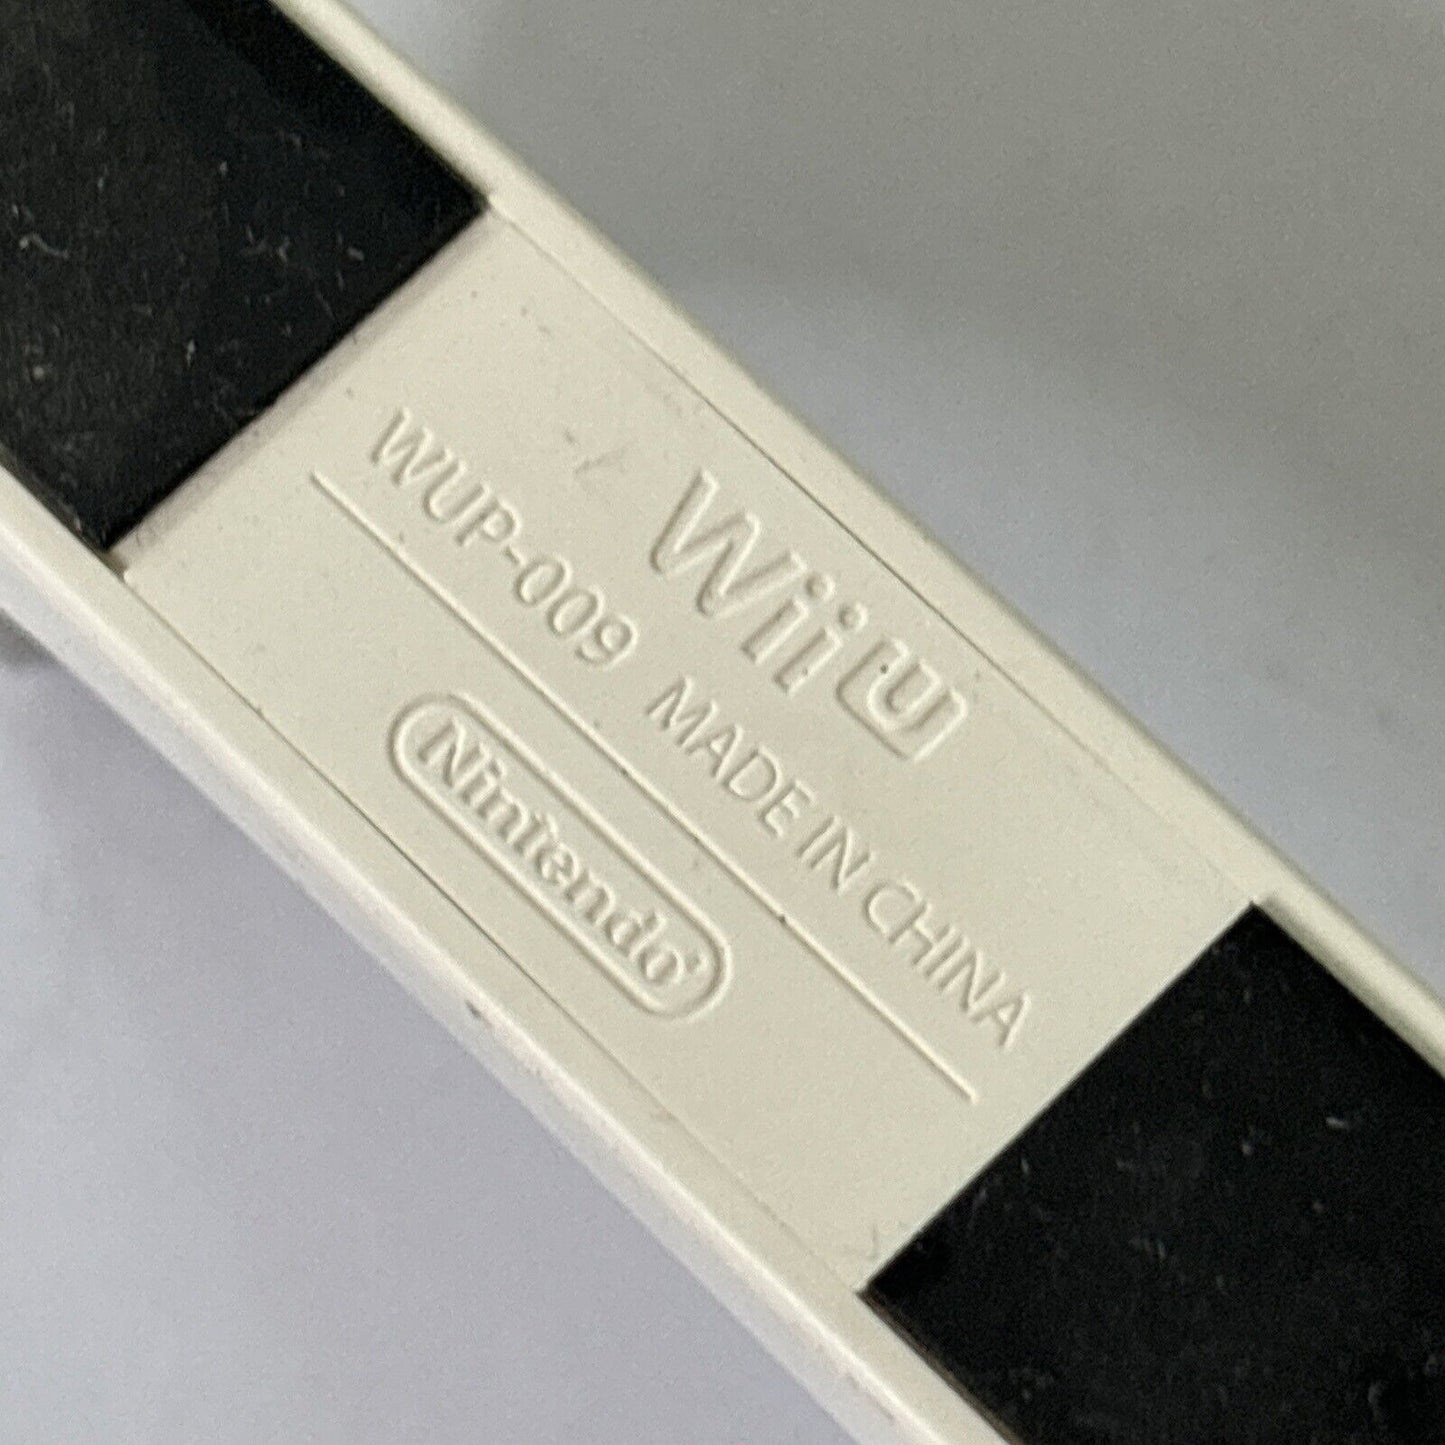 Wii U
WUP-009 MADE IN CHINA
Nintendo